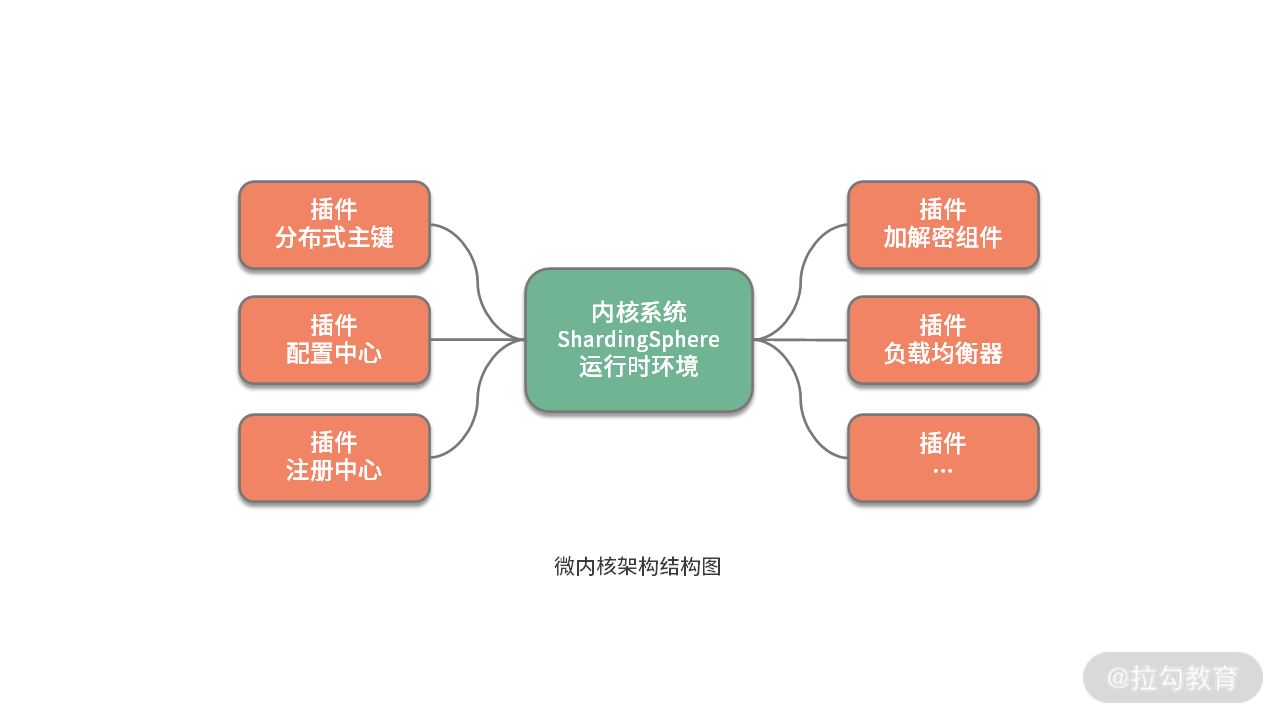 插件
分布式主键
插件
配置中心
插件
注册中心
内核系统
ShardingSphere
运行时环境
插件
加解密组件
插件
负载均衡器
插件
...
微内核架构结构图
@拉勾教育